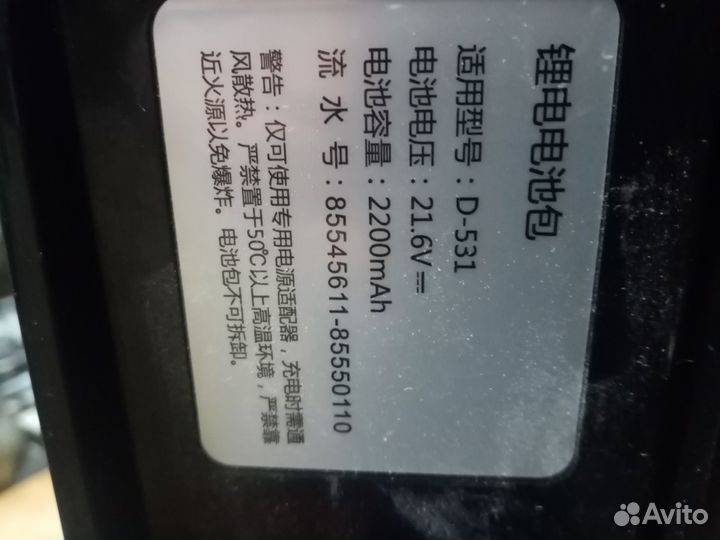 锂电电池包
适用型号：D-531
电池电压：21.6V⎓
电池容量：2200mAh
流水号：85545611-85550110
警告：仅可使用专用电源适配器，充电时需通
风散热。严禁置于50℃以上高温环境，严禁靠
近火源以免爆炸。电池包不可拆卸。
Avito